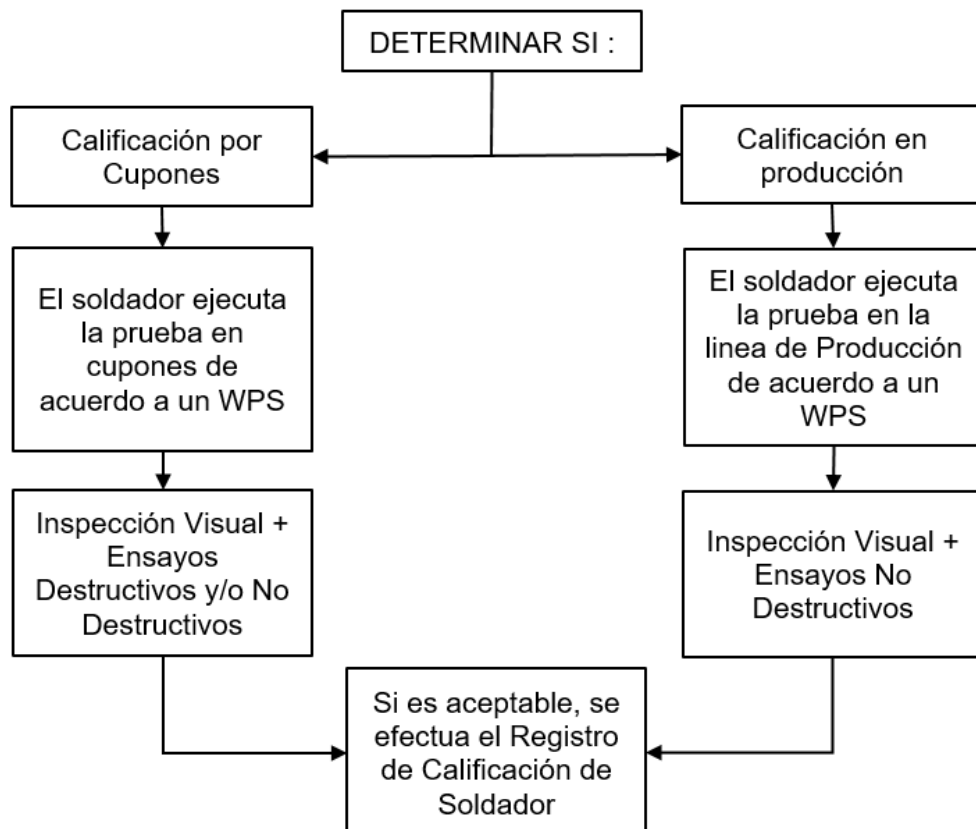 DETERMINAR SI :
Calificación por
Cupones
Calificación en
producción
El soldador ejecuta
la prueba en
cupones de
acuerdo a un WPS
El soldador ejecuta
la prueba en la
linea de Producción
de acuerdo a un
WPS
Inspección Visual +
Ensayos
Destructivos y/o No
Destructivos
Inspección Visual +
Ensayos No
Destructivos
Si es aceptable, se
efectua el Registro
de Calificación de
Soldador